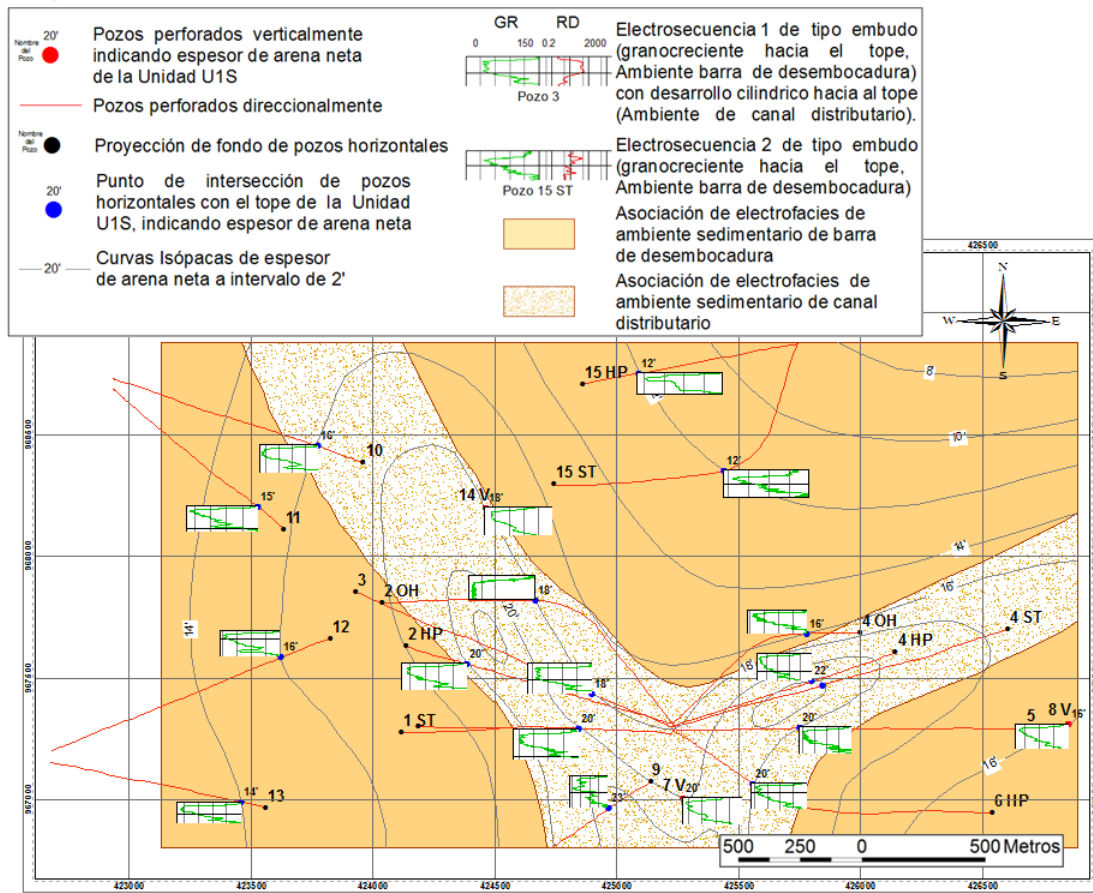 Nombre
del
Pozo
20'
Pozos perforados verticalmente
indicando espesor de arena neta
de la Unidad U1S
Pozos perforados direccionalmente
Nombre
del
Pozo
Proyección de fondo de pozos horizontales
20'
Punto de intersección de pozos
horizontales con el tope de la Unidad
U1S, indicando espesor de arena neta
20'
Curvas Isópacas de espesor
de arena neta a intervalo de 2'
GR RD
0 150 0.2 2000
Pozo 3
Electrosecuencia 1 de tipo embudo
(granocreciente hacia el tope,
Ambiente barra de desembocadura)
con desarrollo cilíndrico hacia al tope
(Ambiente de canal distributario).
Pozo 15 ST
Electrosecuencia 2 de tipo embudo
(granocreciente hacia el tope,
Ambiente barra de desembocadura)
Asociación de electrofacies de
ambiente sedimentario de barra
de desembocadura
Asociación de electrofacies de
ambiente sedimentario de canal
distributario
426500
N
W E
S
15 HP 12'
8'
968500
16'
10
10'
15 ST 12'
15'
11
14 V 18'
14'
968000
3
2 OH
18'
16'
20'
12
16'
14'
2 HP
20'
18'
16'
4 OH
4 ST
4 HP
18'
22'
967500
1 ST
20'
20'
5
8 V 16'
16'
9
7 V 20'
20'
23'
14'
13
6 HP
967000
500 250 0 500 Metros
423000 423500 424000 424500 425000 425500 426000 426500